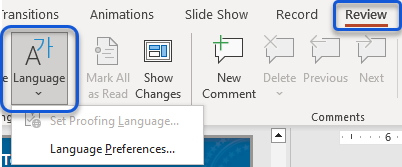 Transitions Animations Slide Show Record Review
Language
Mark All as Read
Show Changes
New Comment
Delete
Previous
Next
Comments
Set Proofing Language...
Language Preferences...
6